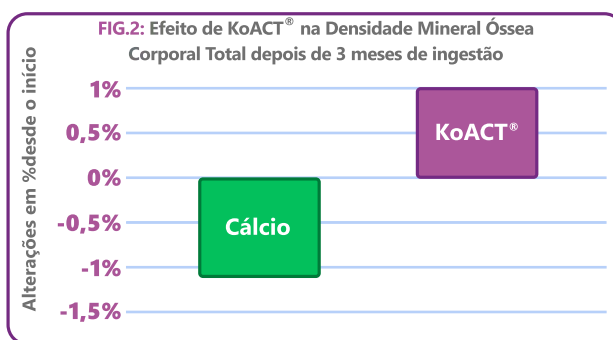 FIG.2: Efeito de KoACT® na Densidade Mineral Óssea
Corporal Total depois de 3 meses de ingestão
Alterações em %desde o início
1%
0,5%
0%
-0,5%
-1%
-1,5%
KoACT®
Cálcio